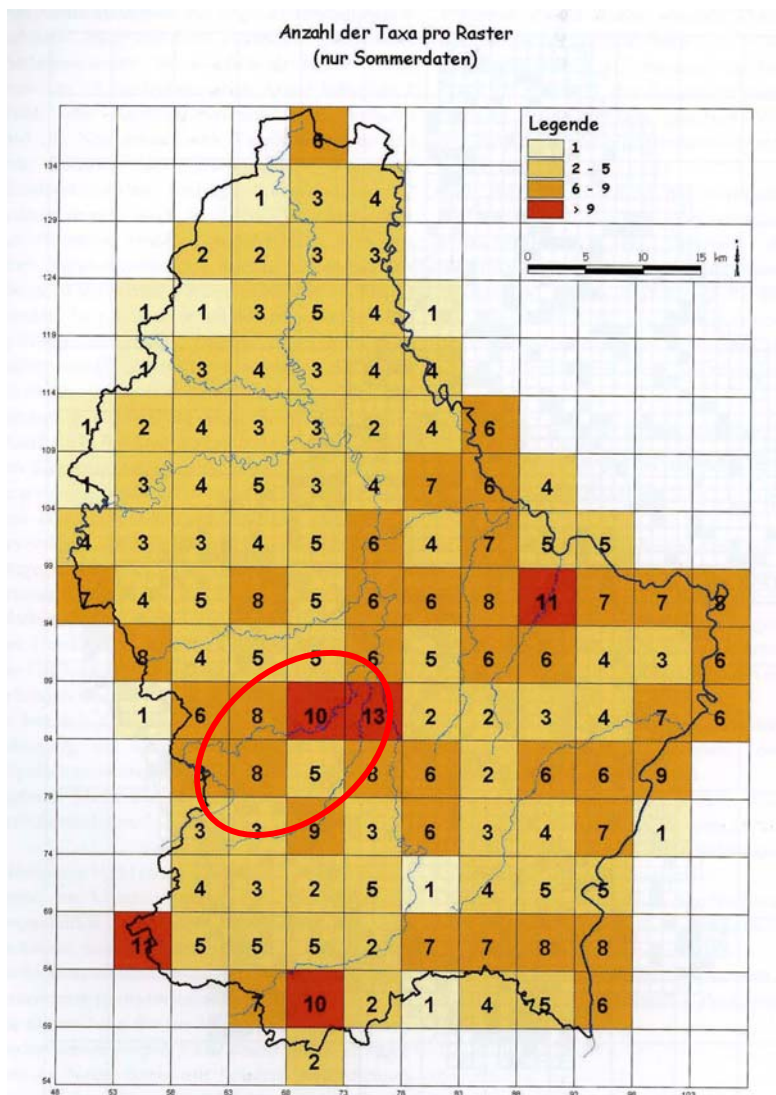 Anzahl der Taxa pro Raster
(nur Sommerdaten)
Legende
1
2 - 5
6 - 9
> 9
0 5 10 15 km
6
134
1 3 4
129
2 2 3 3
124
1 1 3 5 4 1
119
1 3 4 3 4 4
114
1 2 4 3 3 2 4 6
109
1 3 4 5 3 4 7 6 4
104
4 3 3 4 5 6 4 7 5 5
99
7 4 5 8 5 6 6 8 11 7 7 8
94
8 4 5 5 6 5 6 6 4 3 6
89
1 6 8 10 13 2 2 3 4 7 6
84
8 5 8 6 2 6 6 9
79
3 3 9 3 6 3 4 7 1
74
4 3 2 5 1 4 5 5
69
11 5 5 5 2 7 7 8 8
64
7 10 2 1 4 5 6
59
2
54
48 53 58 63 68 73 78 83 88 93 98 103